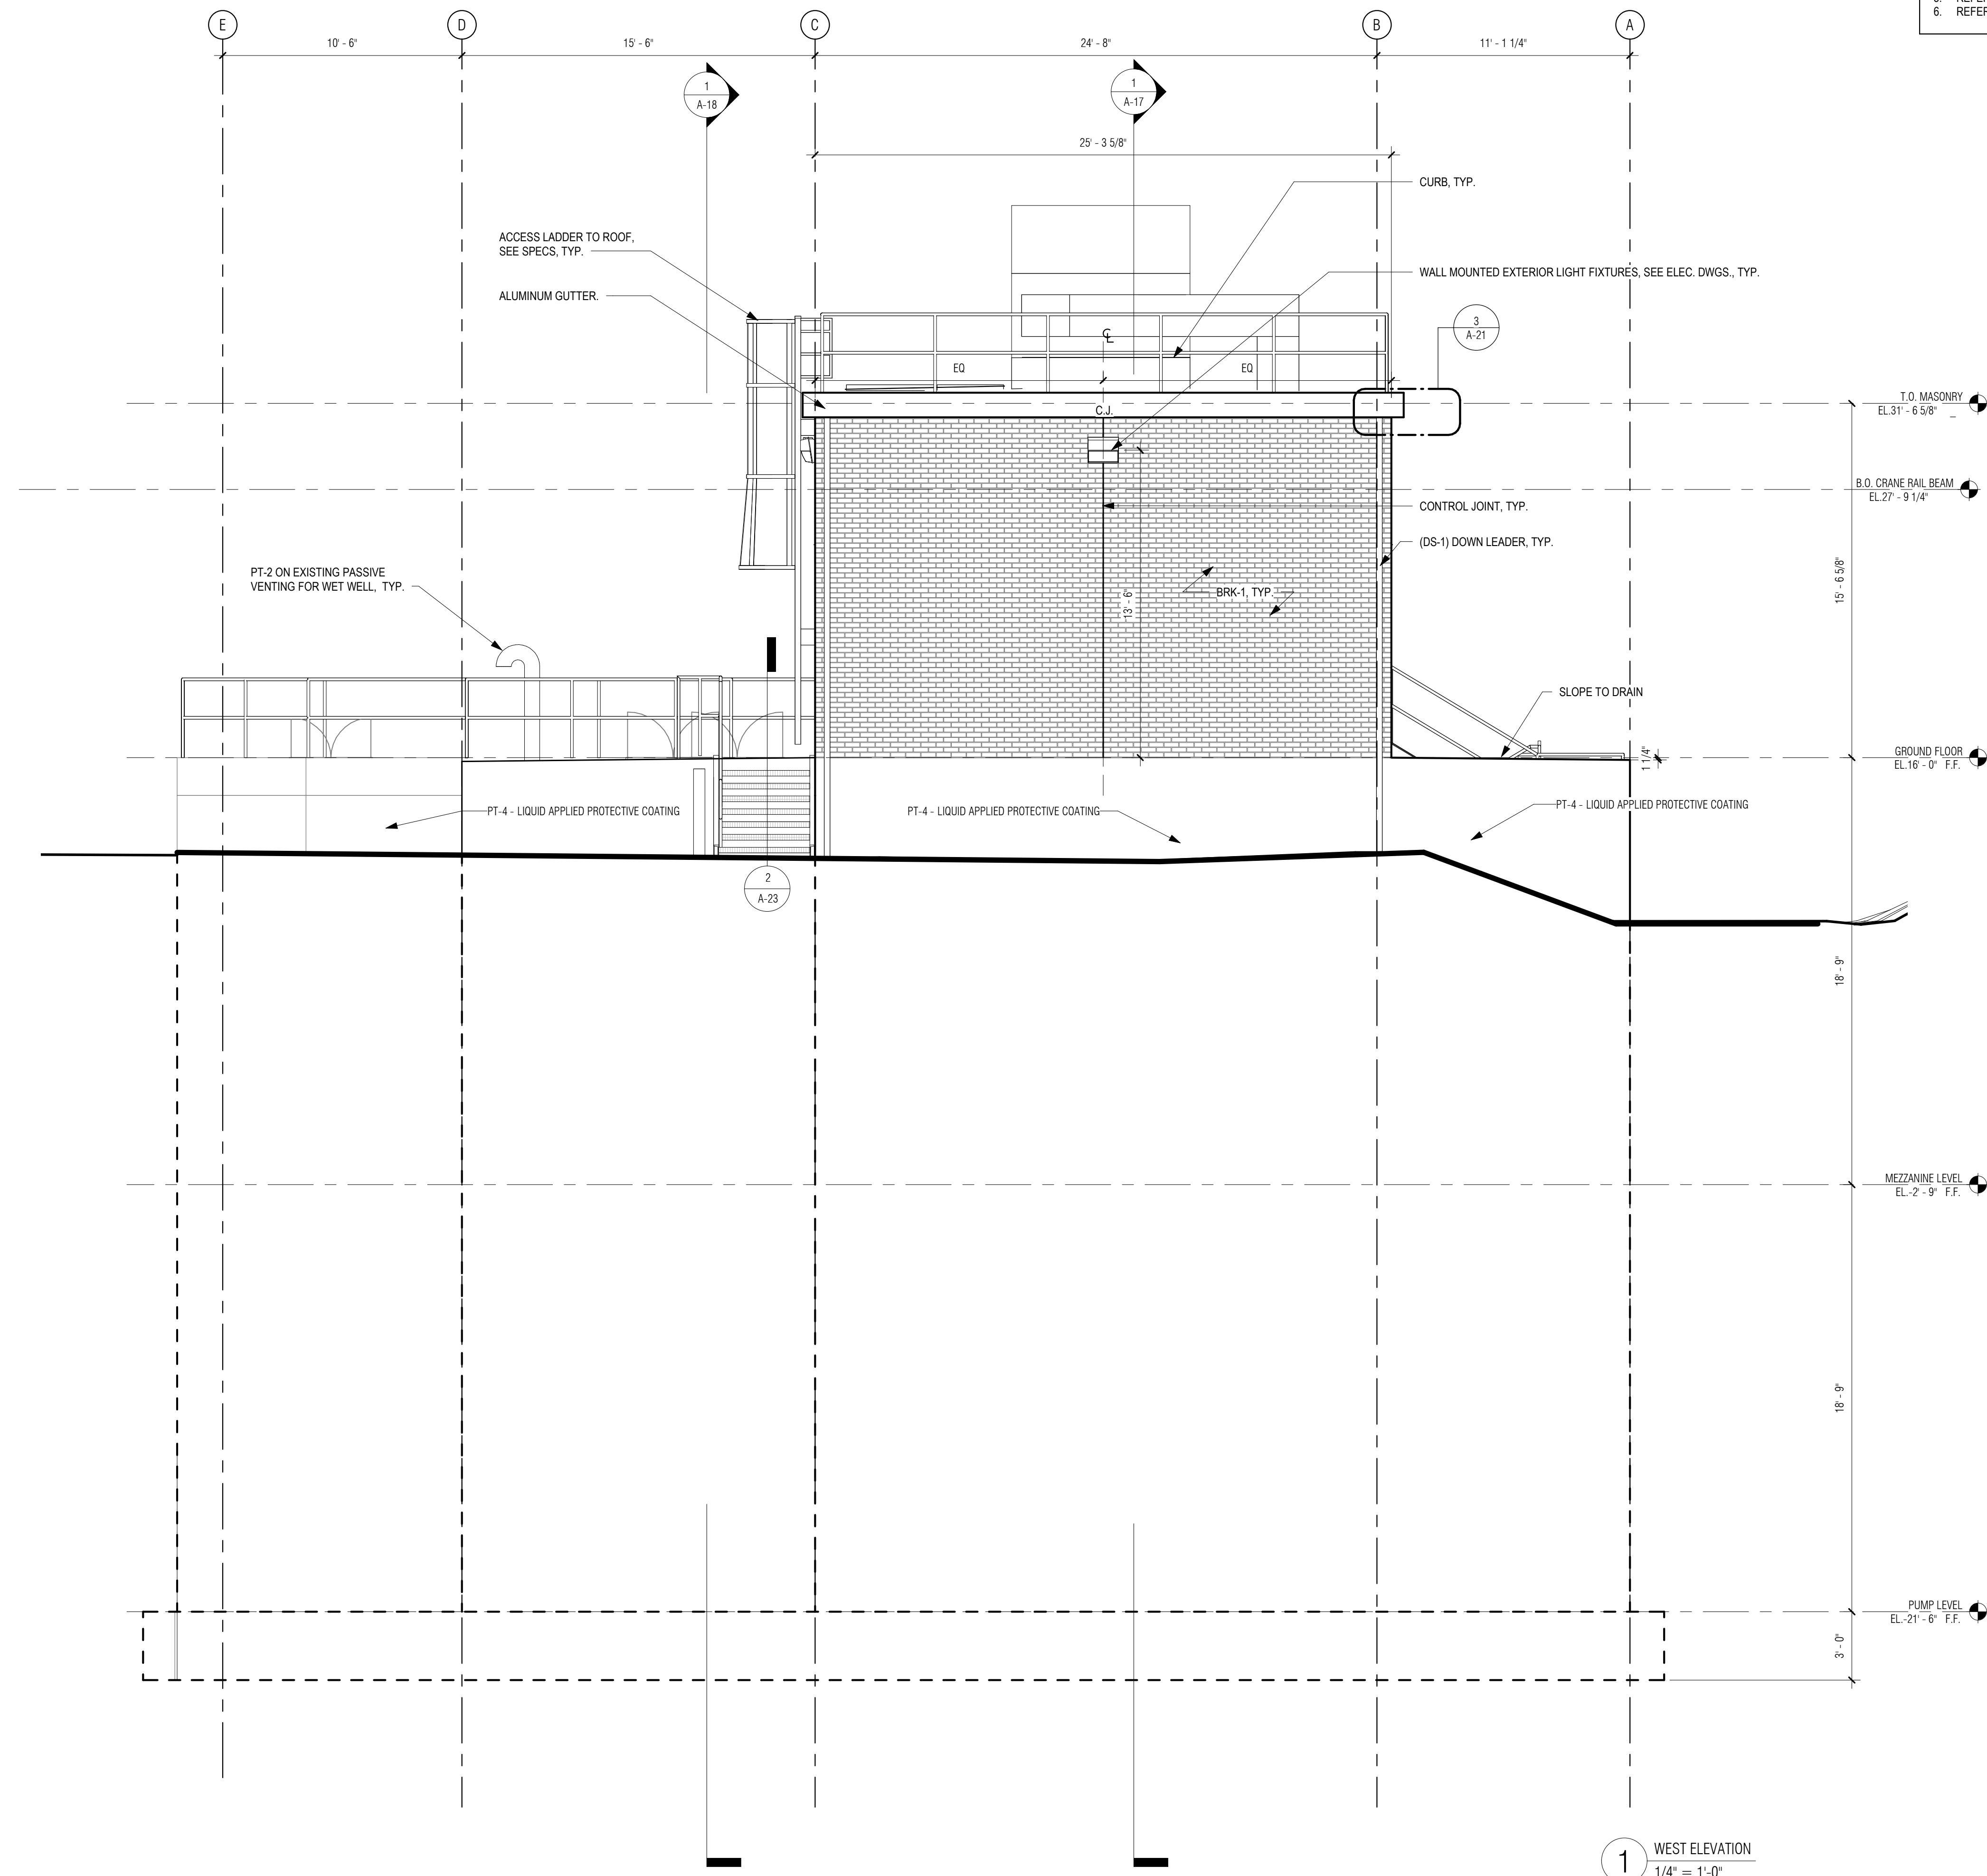 6. REFER
E
D
C
B
A
10' - 6"
15' - 6"
24' - 8"
11' - 1 1/4"
1
A-18
1
A-17
25' - 3 5/8"
CURB, TYP.
ACCESS LADDER TO ROOF,
SEE SPECS, TYP.
WALL MOUNTED EXTERIOR LIGHT FIXTURES, SEE ELEC. DWGS., TYP.
ALUMINUM GUTTER.
3
A-21
CL
EQ
EQ
T.O. MASONRY
EL.31' - 6 5/8"
C.J.
B.O. CRANE RAIL BEAM
EL.27' - 9 1/4"
CONTROL JOINT, TYP.
(DS-1) DOWN LEADER, TYP.
PT-2 ON EXISTING PASSIVE
VENTING FOR WET WELL, TYP.
BRK-1, TYP.
13' - 6"
15' - 6 5/8"
SLOPE TO DRAIN
1 1/4"
GROUND FLOOR
EL.16' - 0" F.F.
PT-4 - LIQUID APPLIED PROTECTIVE COATING
PT-4 - LIQUID APPLIED PROTECTIVE COATING
PT-4 - LIQUID APPLIED PROTECTIVE COATING
2
A-23
18' - 9"
MEZZANINE LEVEL
EL.-2' - 9" F.F.
18' - 9"
PUMP LEVEL
EL.-21' - 6" F.F.
3' - 0"
1
WEST ELEVATION
1/4" = 1'-0"